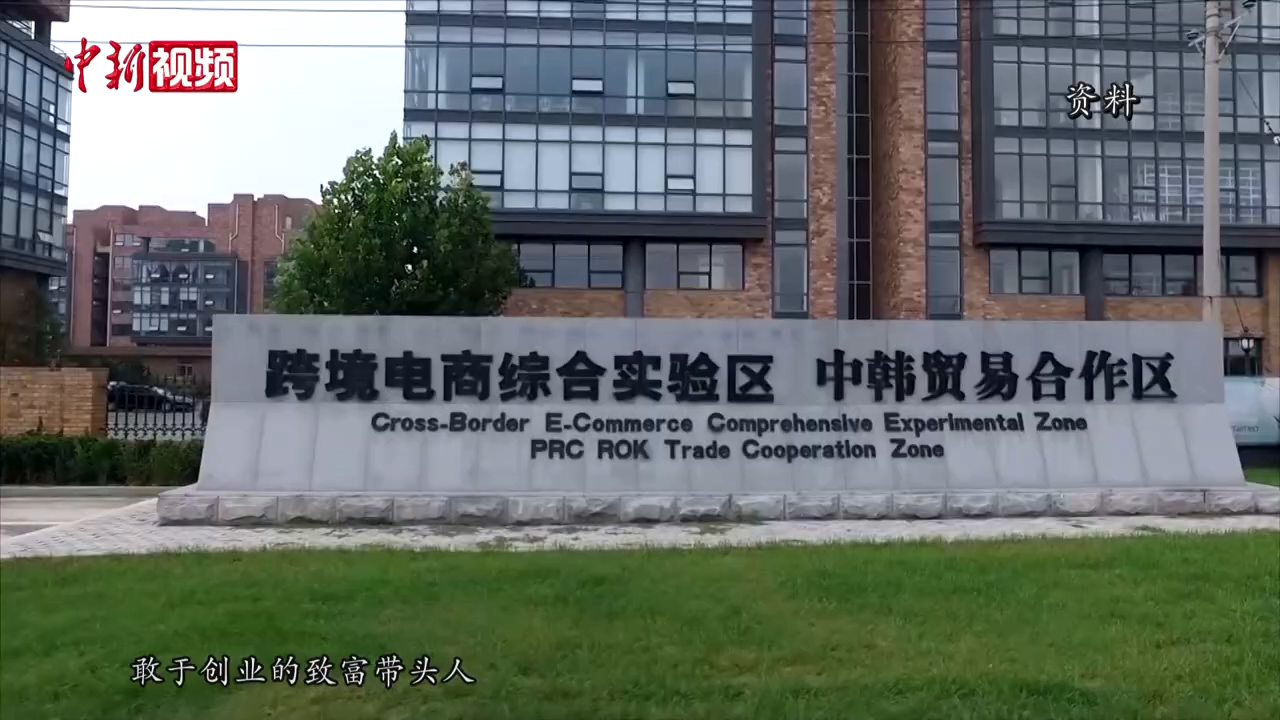 中新视频
资料
跨境电商综合实验区 中韩贸易合作区
Cross-Border E-Commerce Comprehensive Experimental Zone
PRC ROK Trade Cooperation Zone
敢于创业的致富带头人